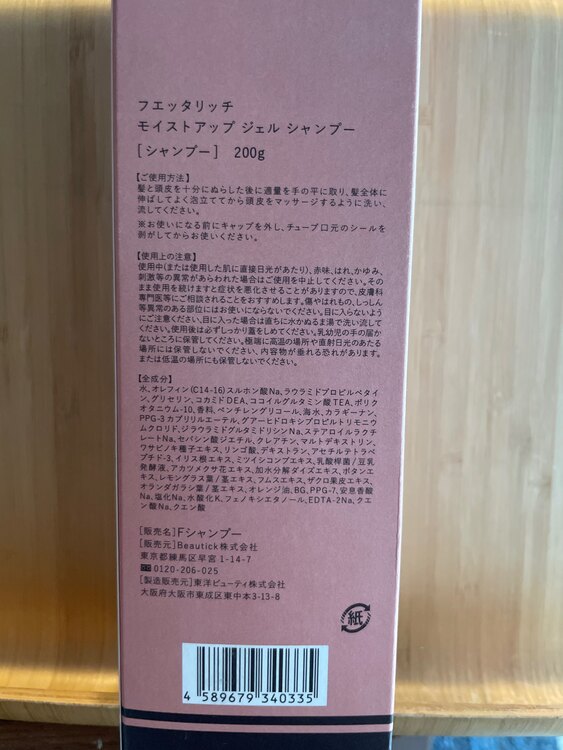 フエッタリッチ
モイストアップ ジェル シャンプー
[シャンプー] 200g
【ご使用方法】
髪と頭皮を十分にぬらした後に適量を手の平に取り、髪全体に
伸ばしてよく泡立ててから頭皮をマッサージするように洗い、
流してください。
※お使いになる前にキャップを外し、チューブ口元のシールを
剥がしてからお使いください。
【使用上の注意】
使用中(または使用した肌に直接日光があたり)、赤味、はれ、かゆみ、
刺激等の異常があらわれた場合はご使用を中止してください。その
まま使用を続けますと症状を悪化させることがありますので、皮膚科
専門医等にご相談されることをおすすめします。傷やはれもの、しっしん
等異常のある部位にはお使いにならないでください。目に入らないよう
にご注意ください。目に入った場合は直ちに水かぬるま湯で洗い流して
ください。使用後は必ずしっかり蓋をしめてください。乳幼児の手の届か
ないところに保管してください。極端に高温の場所や直射日光のあたる
場所には保管しないでください、内容物が垂れる恐れがあります。
または低温の場所にも保管しないでください。
【全成分】
水、オレフィン(C14-16)スルホン酸Na、ラウラミドプロピルベタイ
ン、グリセリン、コカミドDEA、ココイルグルタミン酸TEA、ポリク
オタニウム-10、香料、ペンチレングリコール、海水、カラギーナン、
PPG-3カプリリルエーテル、グアーヒドロキシプロピルトリモニウ
ムクロリド、ジラウラミドグルタミドリシンNa、ステアロイルラクチ
レートNa、セバシン酸ジエチル、クレアチン、マルトデキストリン、
ワサビノキ種子エキス、リンゴ酸、デキストラン、アセチルテトラペ
プチド-3、イリス根エキス、ミツイシコンブエキス、乳酸桿菌/豆乳
発酵液、アカツメクサ花エキス、加水分解ダイズエキス、ボタンエ
キス、レモングラス葉/茎エキス、フムスエキス、ザクロ果皮エキス、
オランダガラシ葉/茎エキス、オレンジ油、BG、PPG-7、安息香酸
Na、塩化Na、水酸化K、フェノキシエタノール、EDTA-2Na、クエ
ン酸Na、クエン酸
[販売名]Fシャンプー
[販売元]Beautick株式会社
東京都練馬区早宮 1-14-7
0120-206-025
[製造販売元]東洋ビューティ株式会社
大阪府大阪市東成区東中本3-13-8
紙
4 589679 340335